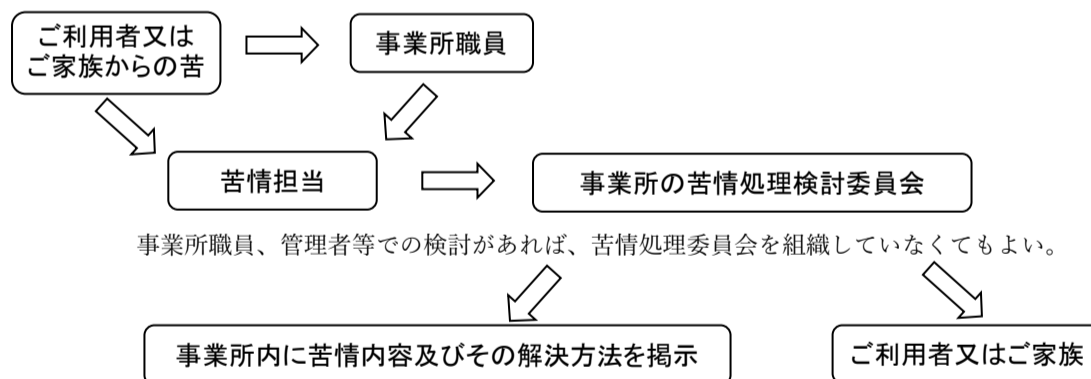 ご利用者又は
ご家族からの苦
事業所職員
苦情担当
事業所の苦情処理検討委員会
事業所職員、管理者等での検討があれば、苦情処理委員会を組織していなくてもよい。
事業所内に苦情内容及びその解決方法を掲示
ご利用者又はご家族